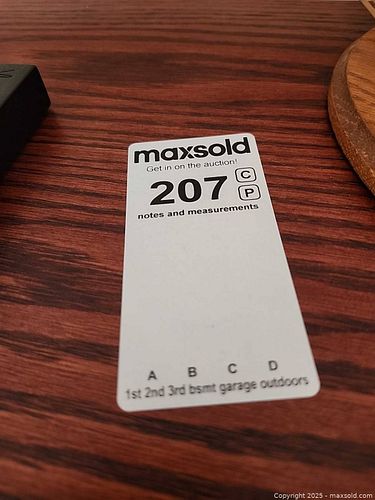 maxsold
Get in on the auction!
207 C
P
notes and measurements
A B C D
1st 2nd 3rd bsmt garage outdoors
Copyright 2025 - maxsold.com